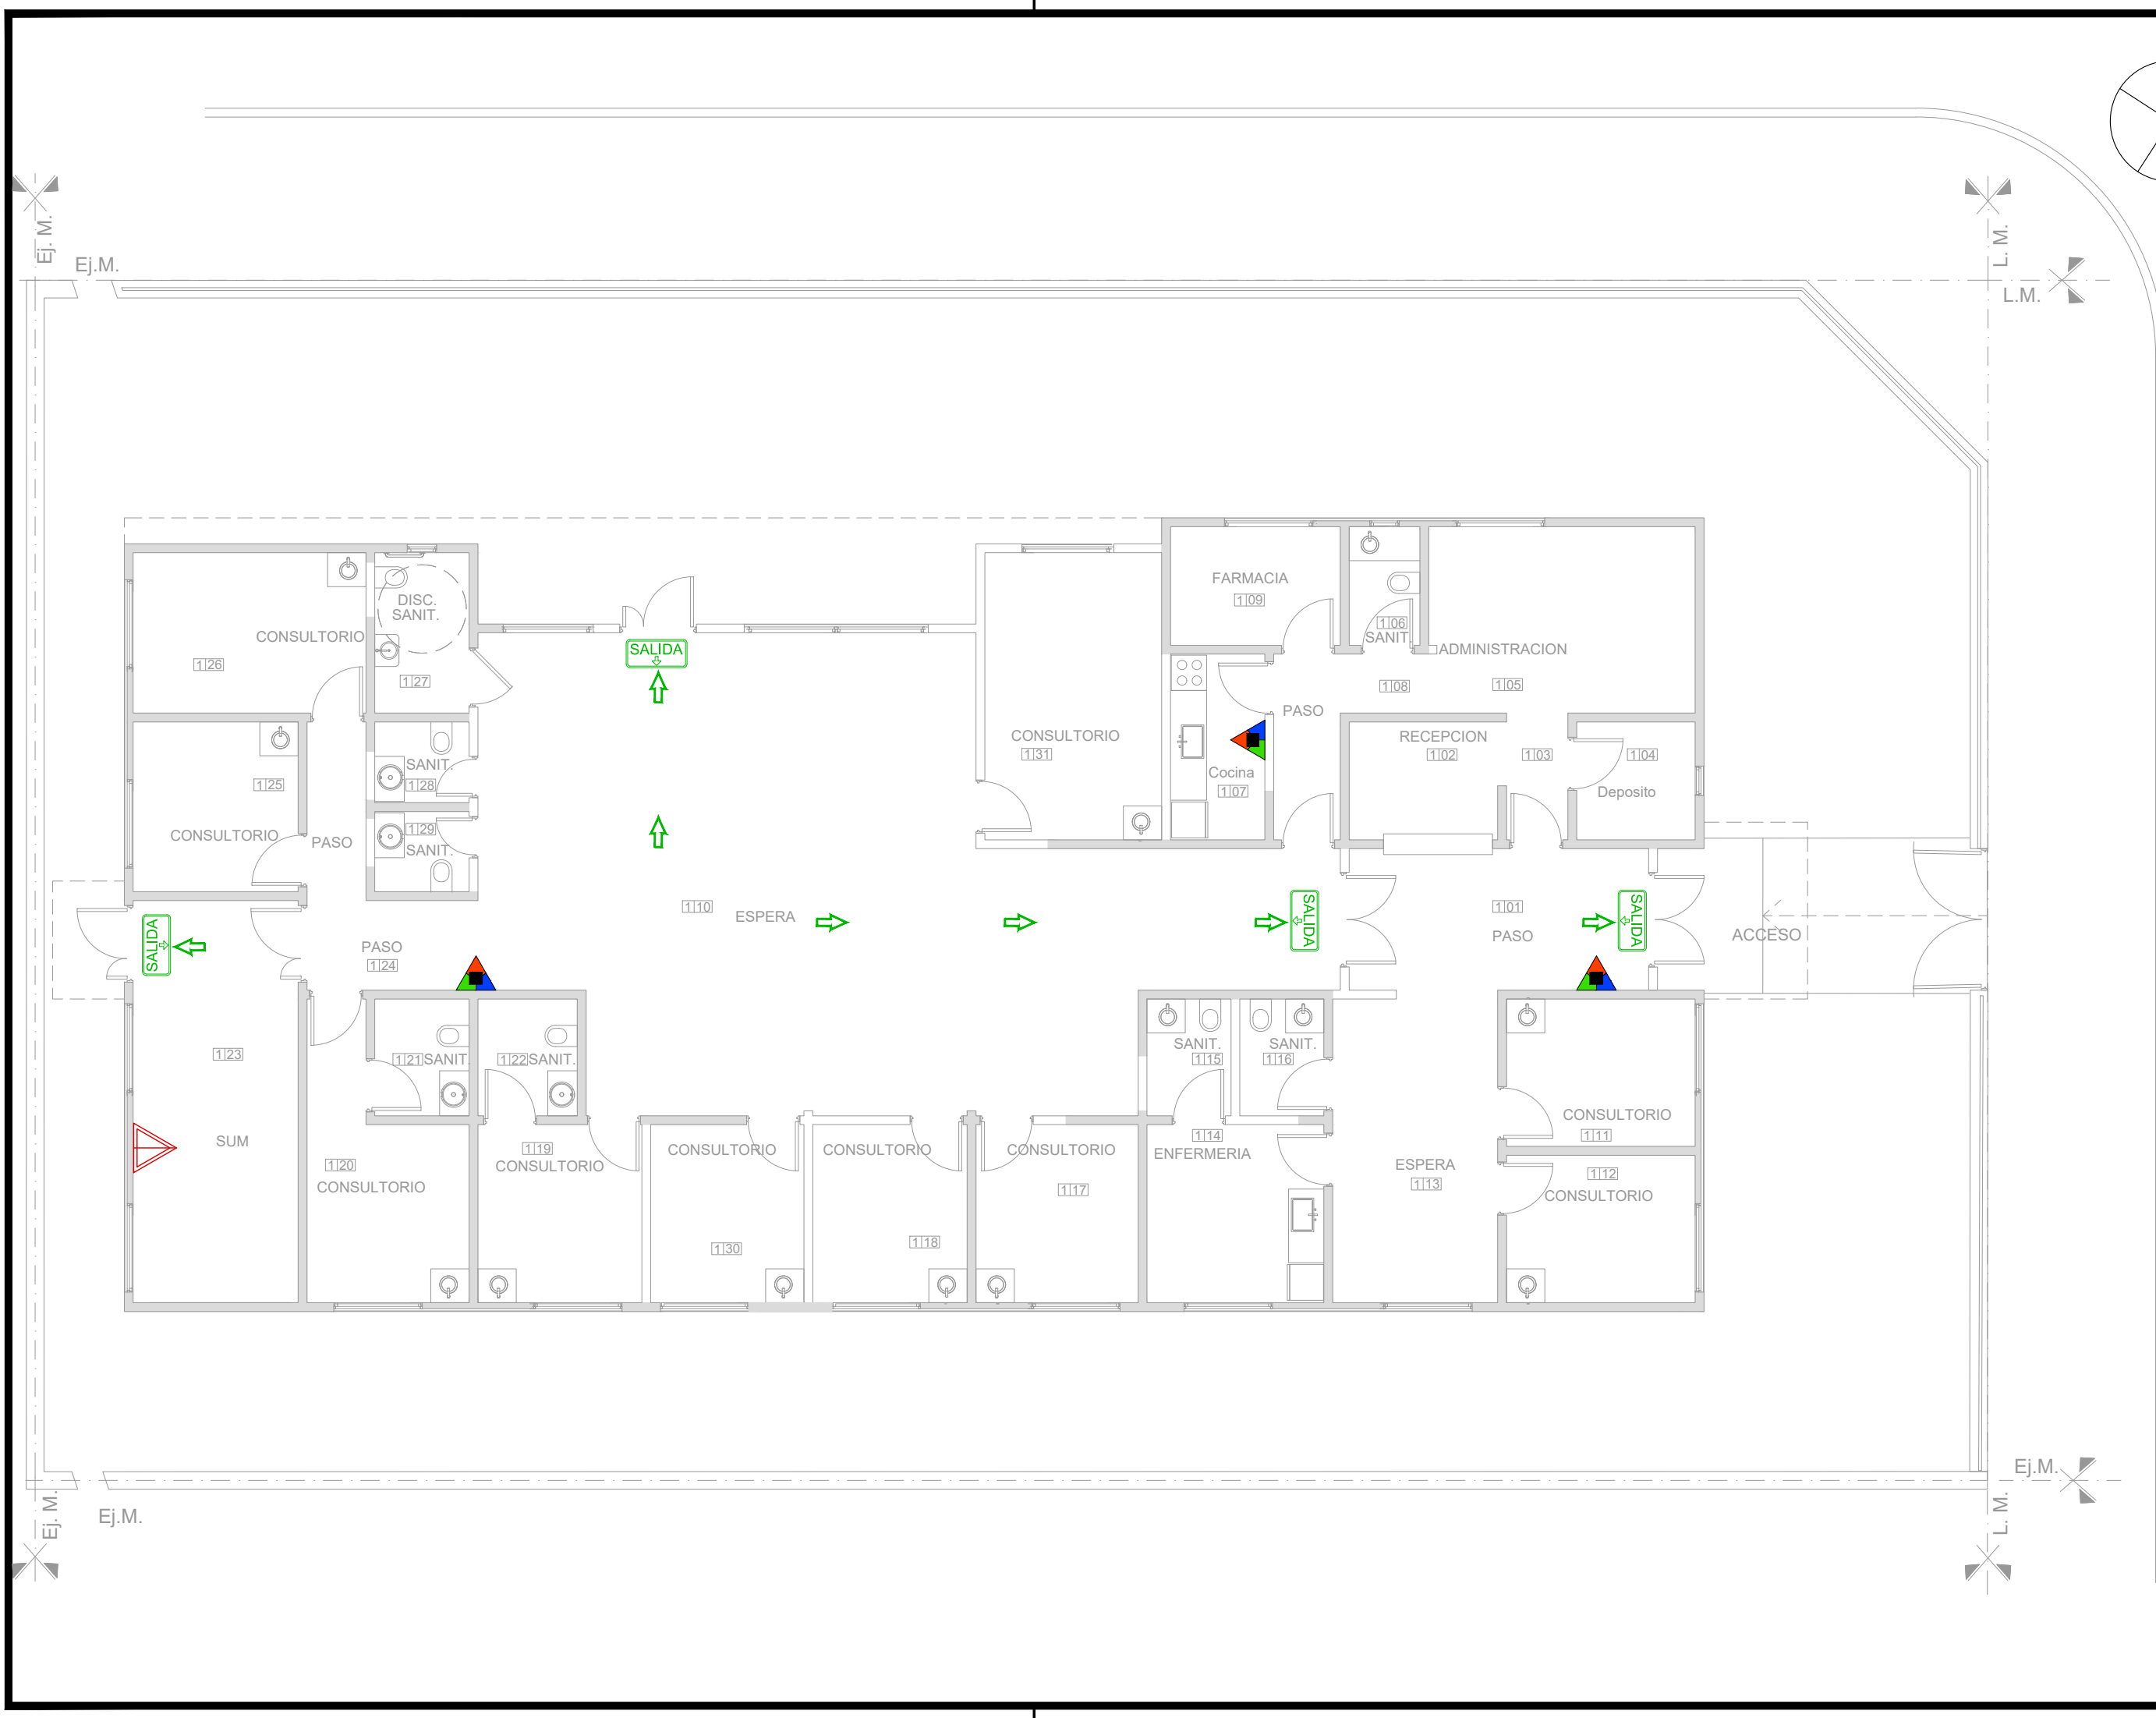 Ej. M.
Ej.M.
L. M.
L.M.
DISC.
SANIT.
CONSULTORIO
1|26
1|27
SALIDA
FARMACIA
1|09
1|06
SANIT.
ADMINISTRACION
1|08
1|05
PASO
CONSULTORIO
1|31
RECEPCION
1|02
1|03
1|04
Cocina
1|07
Deposito
SANIT.
1|28
1|25
CONSULTORIO
PASO
1|29
SANIT.
1|10
ESPERA
SALIDA
1|01
PASO
SALIDA
ACCESO
SALIDA
PASO
1|24
1|23
SUM
1|21
SANIT.
1|22
SANIT.
SANIT.
1|15
SANIT.
1|16
CONSULTORIO
1|11
1|20
CONSULTORIO
1|19
CONSULTORIO
CONSULTORIO
1|30
CONSULTORIO
1|18
CONSULTORIO
1|17
1|14
ENFERMERIA
ESPERA
1|13
1|12
CONSULTORIO
Ej. M.
Ej.M.
Ej.M.
L. M.